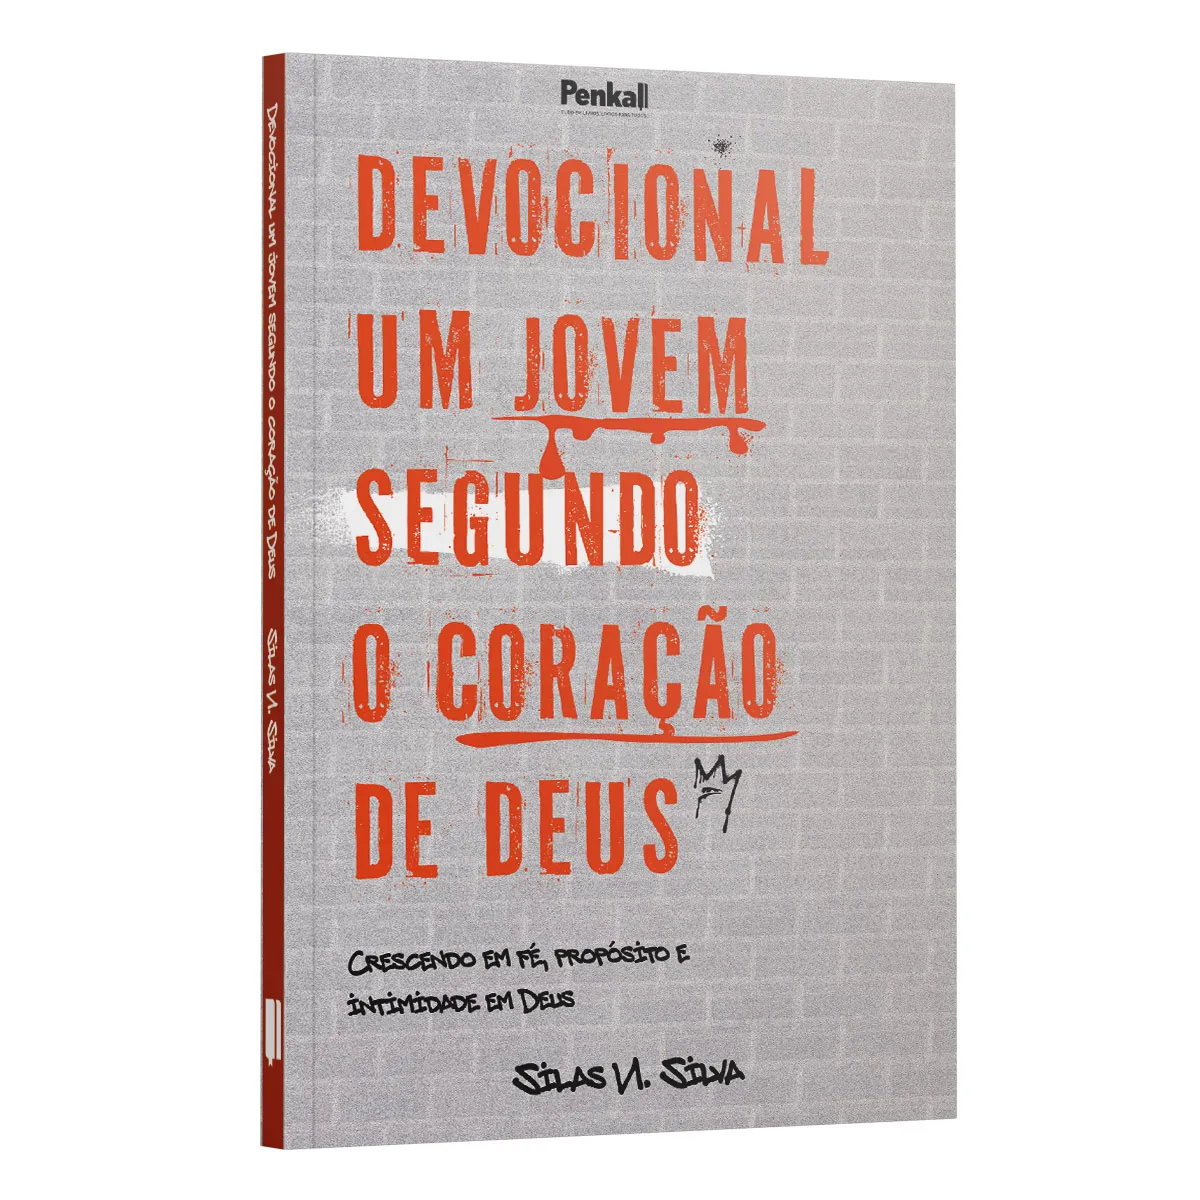 Penkall
DEVOCIONAL
UM JOVEM
SEGUNDO
O CORAÇÃO
DE DEUS
Crescendo em fé, propósito e
intimidade em Deus
Silas N. Silva
Devocional um jovem segundo o coração de Deus Silas N. Silva